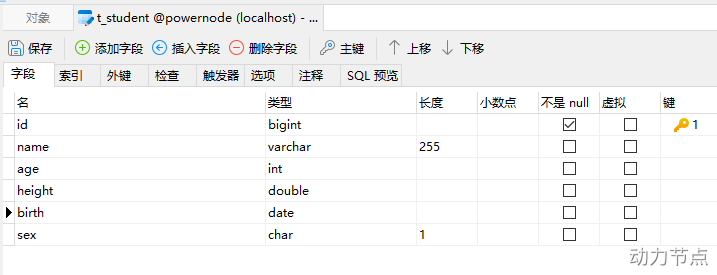 对象 t_student @powernode (localhost) - ...
保存 添加字段 插入字段 删除字段 主键 上移 下移
字段 索引 外键 检查 触发器 选项 注释 SQL 预览
名 类型 长度 小数点 不是 null 虚拟 键
id bigint 1
name varchar 255
age int
height double
birth date
sex char 1
动力节点